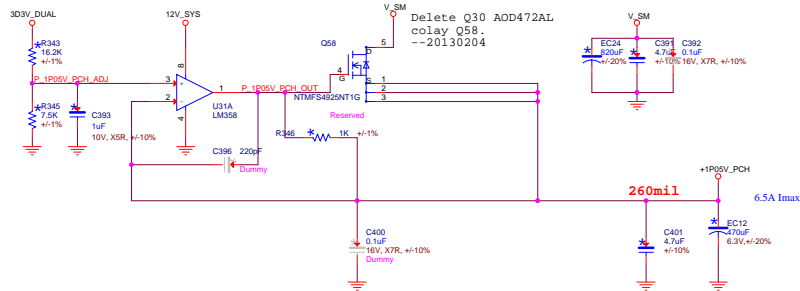 3D3V_DUAL
12V_SYS
V_SM
Delete Q30 AOD472AL
colay Q58.
--20130204
V_SM
Q58
R343
16.2K
+/-1%
EC24
820uF
+/-20%
C391
4.7uF
+/-10%
C392
0.1uF
16V, X7R, +/-10%
5
D
4
G
S
1
2
3
8
P_1P05V_PCH_ADJ
3
+
2
-
1
P_1P05V_PCH_OUT
4
U31A
LM358
NTMFS4925NT1G
Reserved
R345
7.5K
+/-1%
C393
1uF
10V, X5R, +/-10%
R346
1K
+/-1%
C396
220pF
Dummy
+1P05V_PCH
260mil
6.5A Imax
C400
0.1uF
16V, X7R, +/-10%
Dummy
C401
4.7uF
+/-10%
EC12
470uF
6.3V,+/-20%